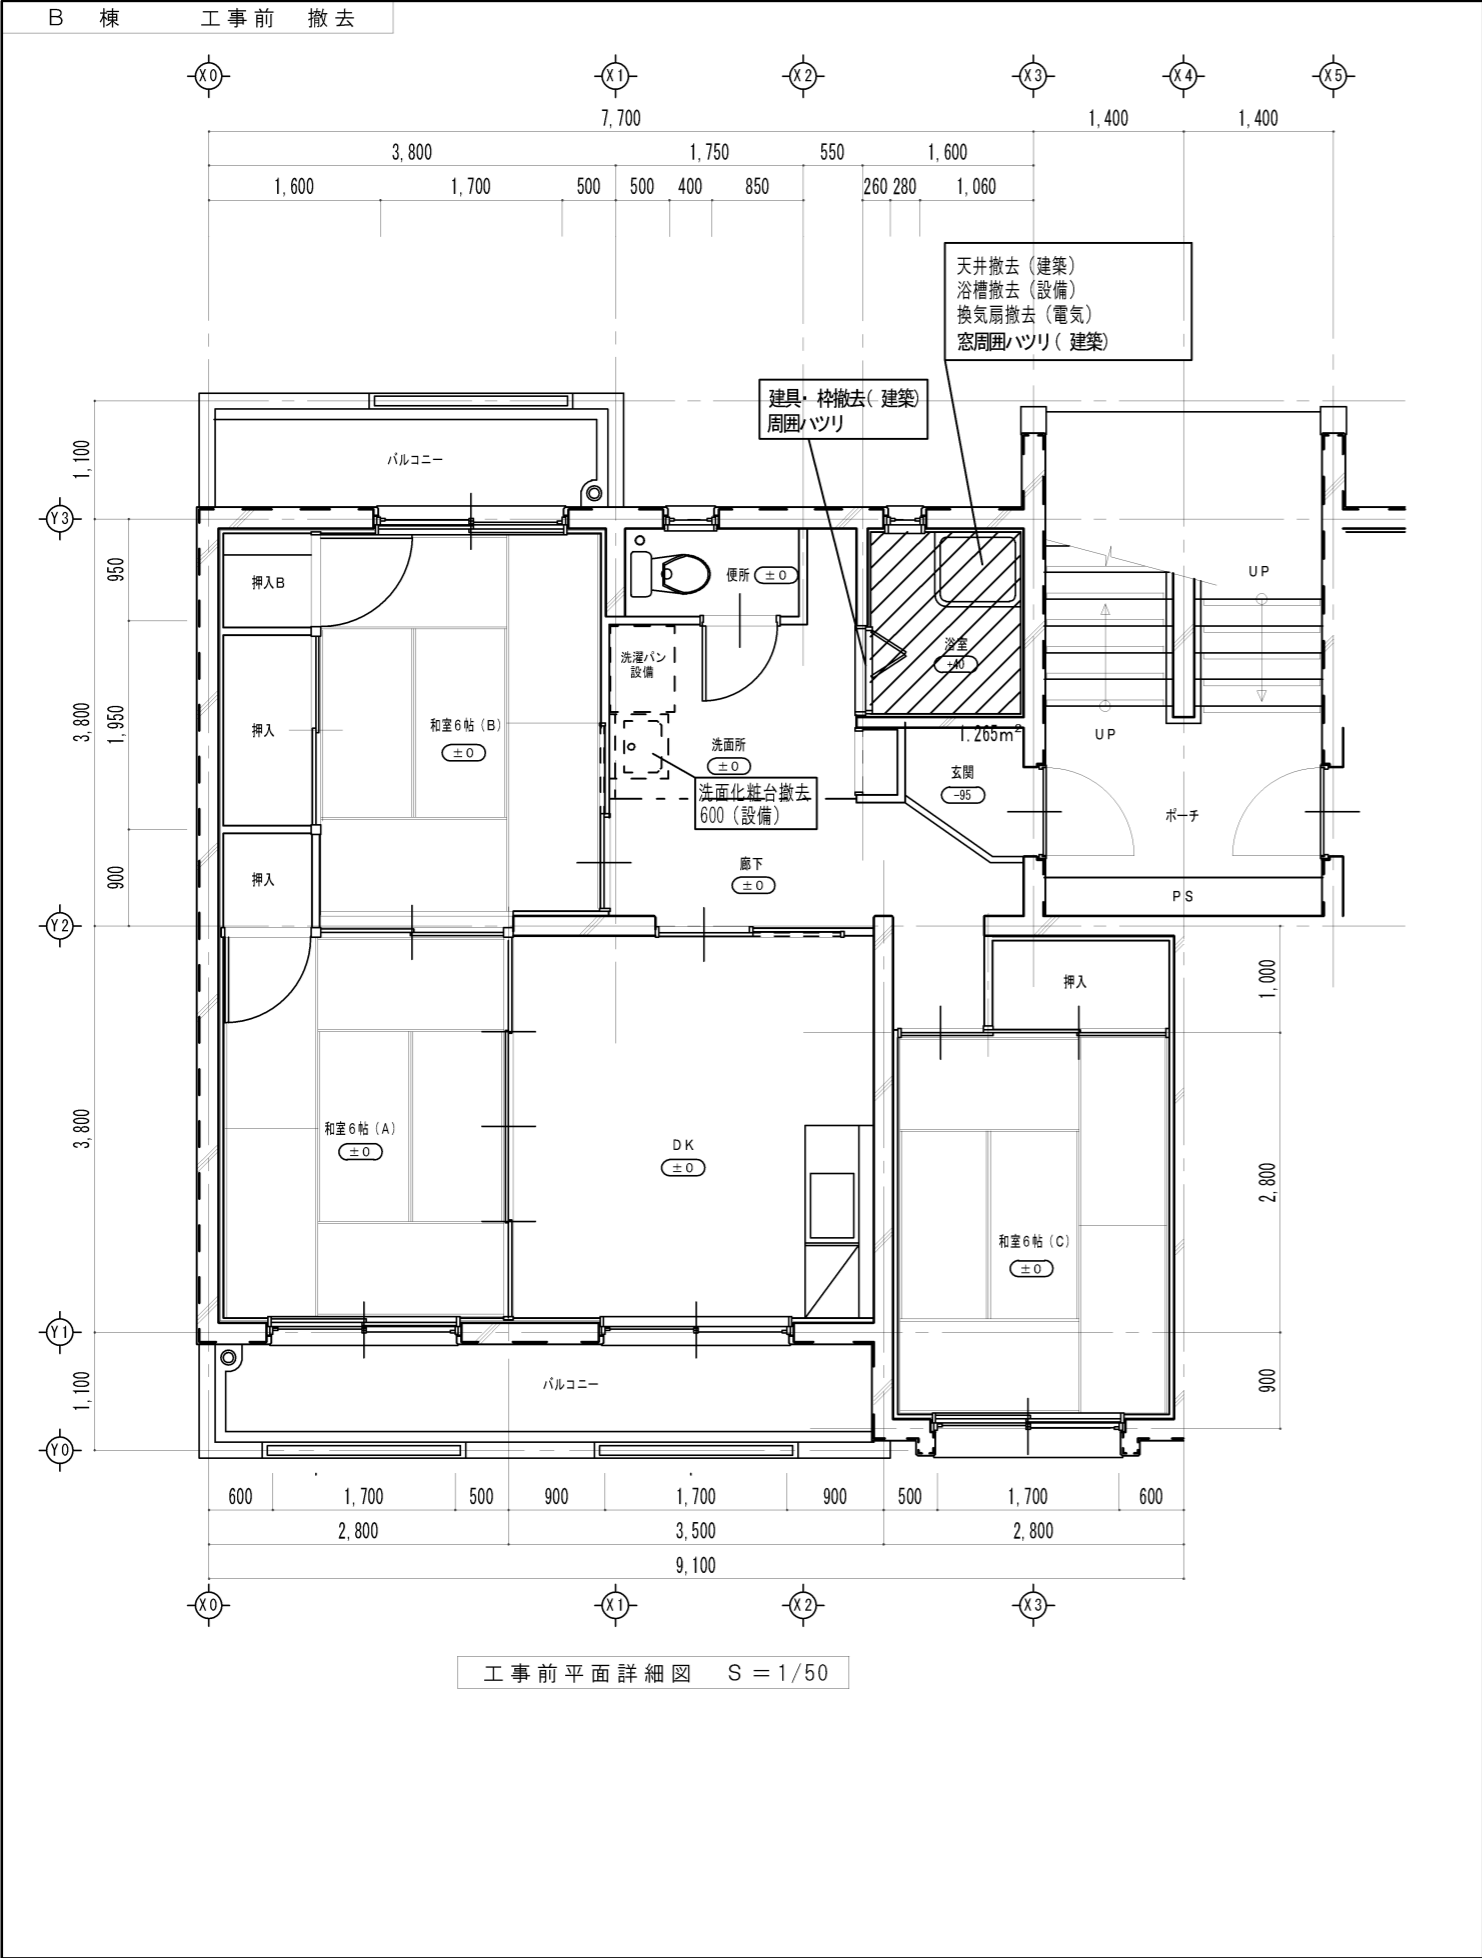 B 棟 工事前 撤去
X0 X1 X2 X3 X4 X5
7,700 1,400 1,400
3,800 1,750 550 1,600
1,600 1,700 500 500 400 850 260 280 1,060
天井撤去（建築）
浴槽撤去（設備）
換気扇撤去（電気）
窓周囲ハツリ（ 建築）
建具・ 枠撤去（ 建築）
周囲ハツリ
1,100
バルコニー
Y3
950
押入B
便所 ±0
UP
洗濯パン
設備
浴室
+40
3,800
1,950
押入
和室6帖（B）
±0
洗面所
±0
1.265m²
UP
玄関
-95
洗面化粧台撤去
600（設備）
ポーチ
900
押入
廊下
±0
PS
Y2
押入
1,000
3,800
和室6帖（A）
±0
DK
±0
2,800
和室6帖（C）
±0
Y1
1,100
バルコニー
900
Y0
600 1,700 500 900 1,700 900 500 1,700 600
2,800 3,500 2,800
9,100
X0 X1 X2 X3
工事前平面詳細図 S＝1/50